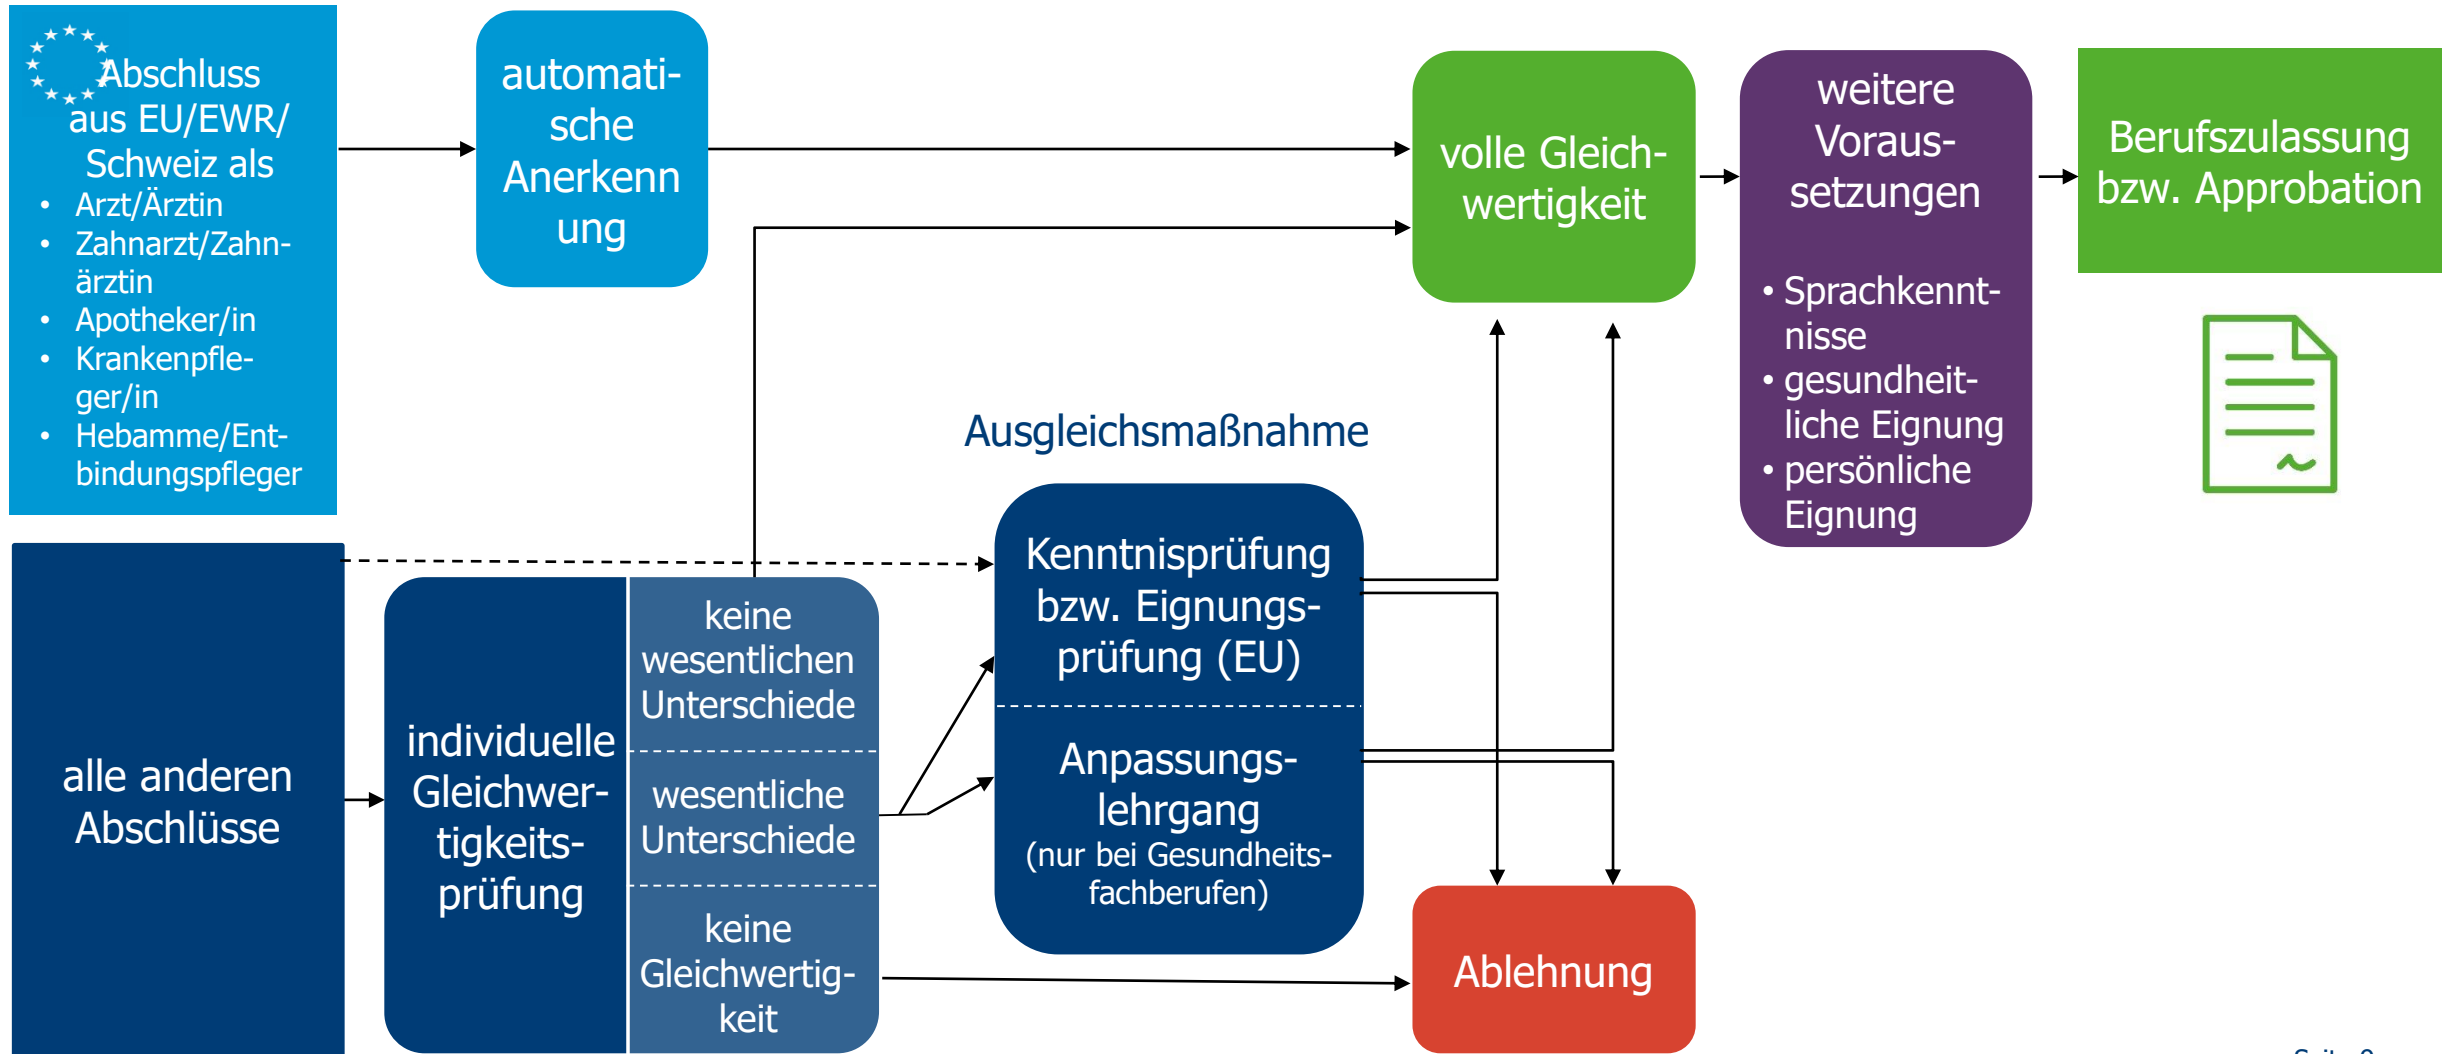 Abschluss
aus EU/EWR/
Schweiz als
• Arzt/Ärztin
• Zahnarzt/Zahn-
ärztin
• Apotheker/in
• Krankenpfle-
ger/in
• Hebamme/Ent-
bindungspfleger
automati-
sche
Anerkenn
ung
volle Gleich-
wertigkeit
weitere
Voraus-
setzungen
• Sprachkennt-
nisse
• gesundheit-
liche Eignung
• persönliche
Eignung
Berufszulassung
bzw. Approbation
Ausgleichsmaßnahme
alle anderen
Abschlüsse
individuelle
Gleichwer-
tigkeits-
prüfung
keine
wesentlichen
Unterschiede
wesentliche
Unterschiede
keine
Gleichwertig-
keit
Kenntnisprüfung
bzw. Eignungs-
prüfung (EU)
Anpassungs-
lehrgang
(nur bei Gesundheits-
fachberufen)
Ablehnung